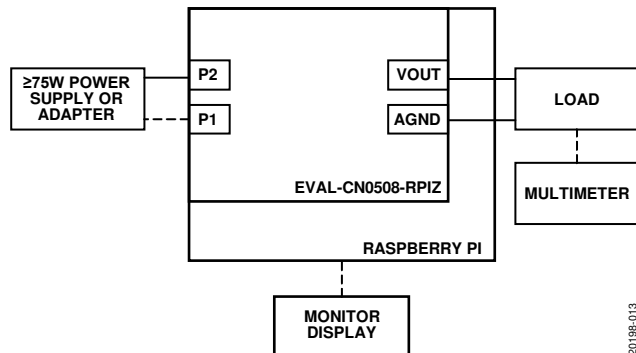 ≥75W POWER
SUPPLY OR
ADAPTER
P2
P1
VOUT
AGND
LOAD
MULTIMETER
EVAL-CN0508-RPIZ
RASPBERRY PI
MONITOR
DISPLAY
20198-013